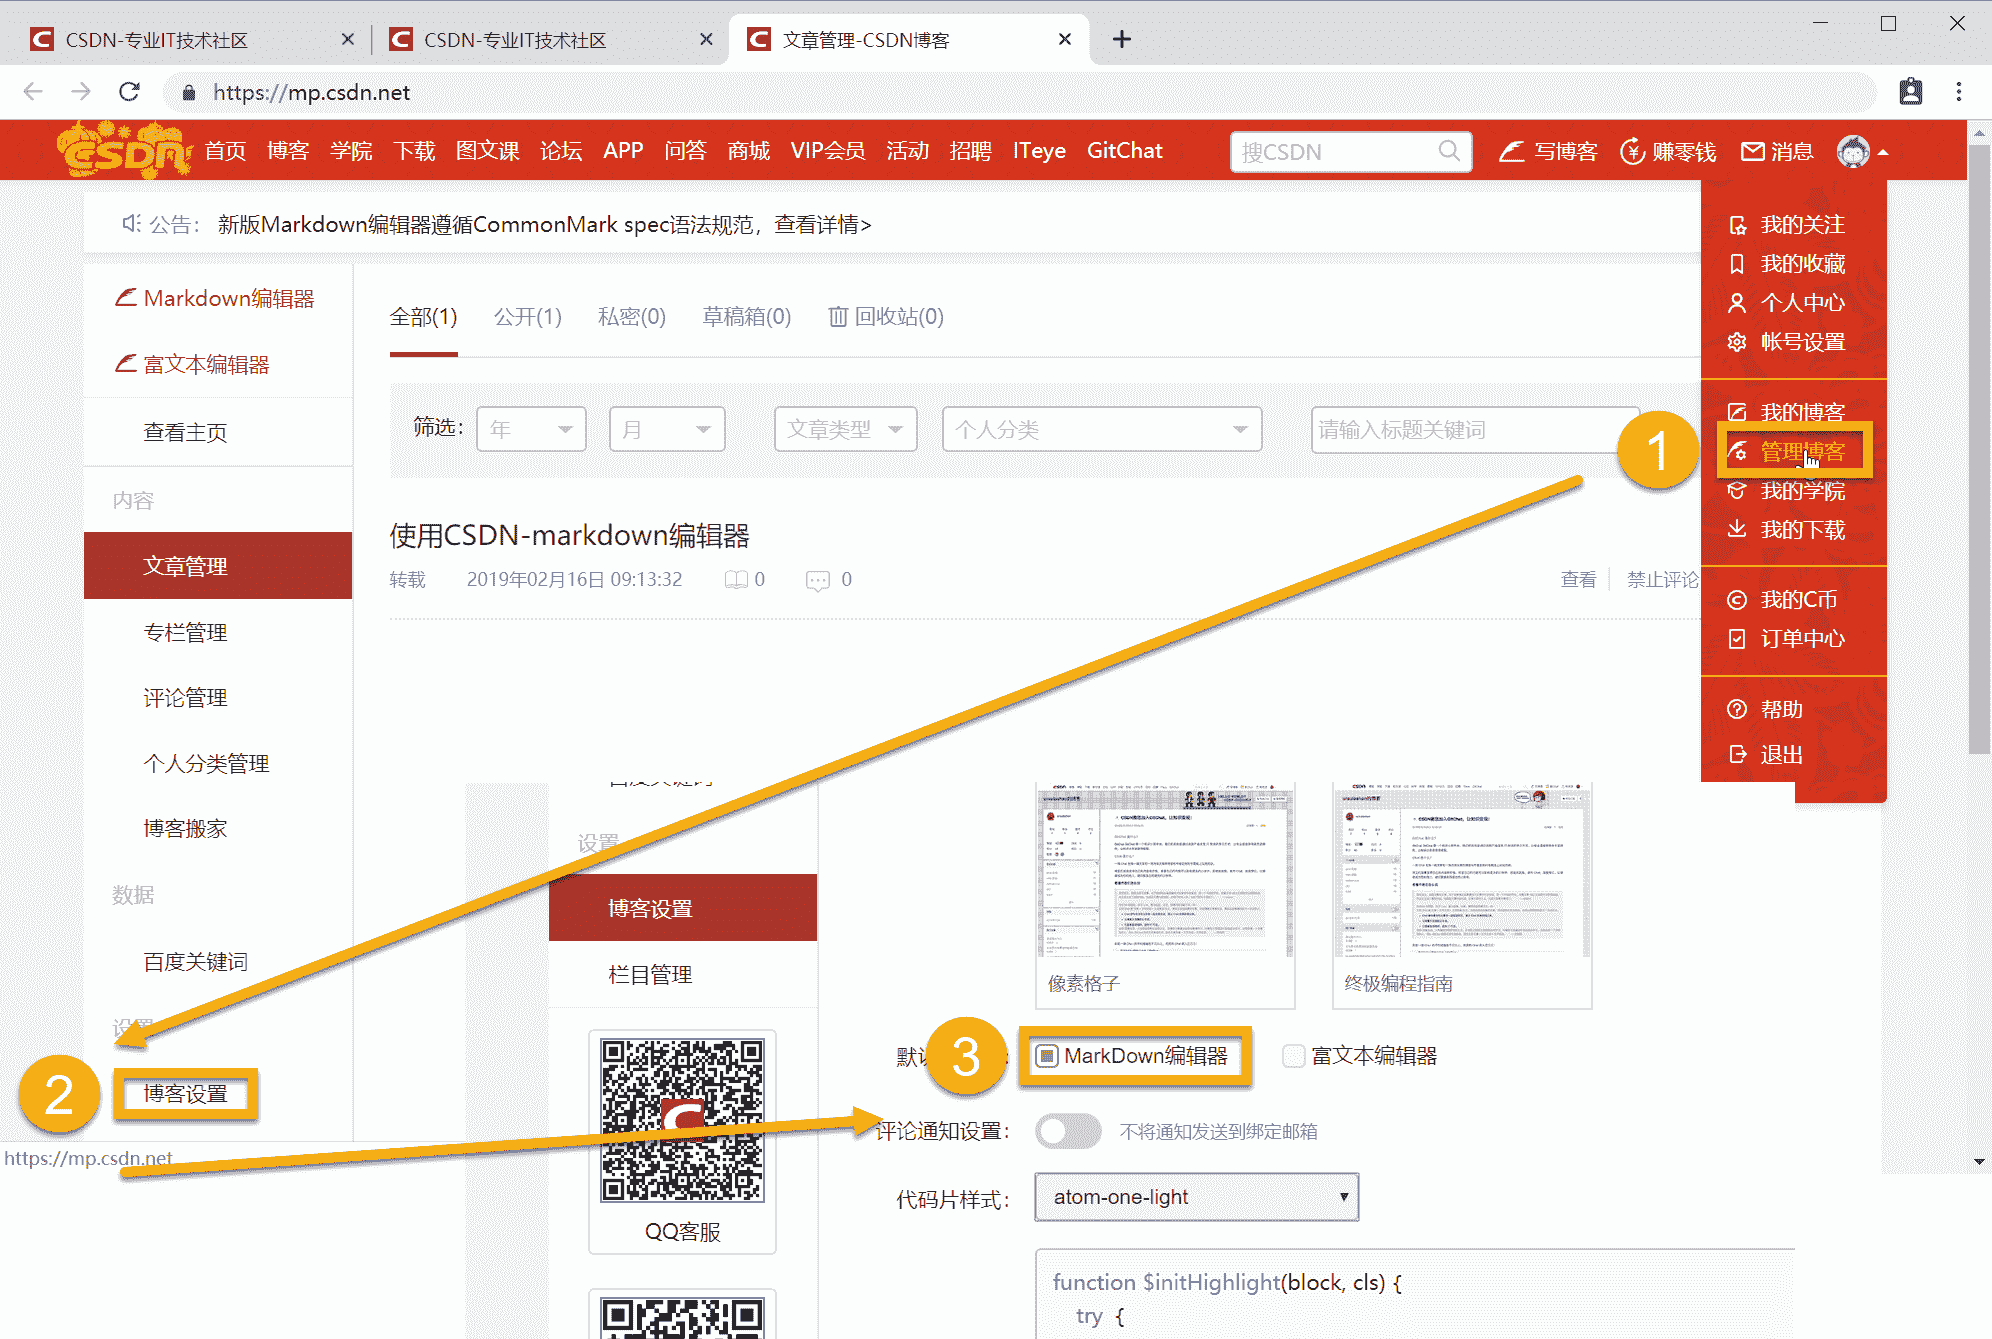 CSDN-专业IT技术社区
CSDN-专业IT技术社区
文章管理-CSDN博客
https://mp.csdn.net
CSDN 首页 博客 学院 下载 图文课 论坛 APP 问答 商城 VIP会员 活动 招聘 ITeye GitChat 搜CSDN 写博客 赚零钱 消息
公告： 新版Markdown编辑器遵循CommonMark spec语法规范，查看详情>
我的关注
我的收藏
个人中心
帐号设置
我的博客
1 管理博客
我的学院
我的下载
我的C币
订单中心
帮助
退出
Markdown编辑器
富文本编辑器
查看主页
内容
文章管理
专栏管理
评论管理
个人分类管理
博客搬家
数据
百度关键词
设置
2 博客设置
https://mp.csdn.net
全部(1) 公开(1) 私密(0) 草稿箱(0) 回收站(0)
筛选： 年 月 文章类型 个人分类 请输入标题关键词
使用CSDN-markdown编辑器
转载 2019年02月16日 09:13:32 0 0 查看 禁止评论
设置
博客设置
栏目管理
QQ客服
像素格子 终极编程指南
3 MarkDown编辑器 富文本编辑器
评论通知设置： 不将通知发送到绑定邮箱
代码片样式： atom-one-light
function $initHighlight(block, cls) {
try {